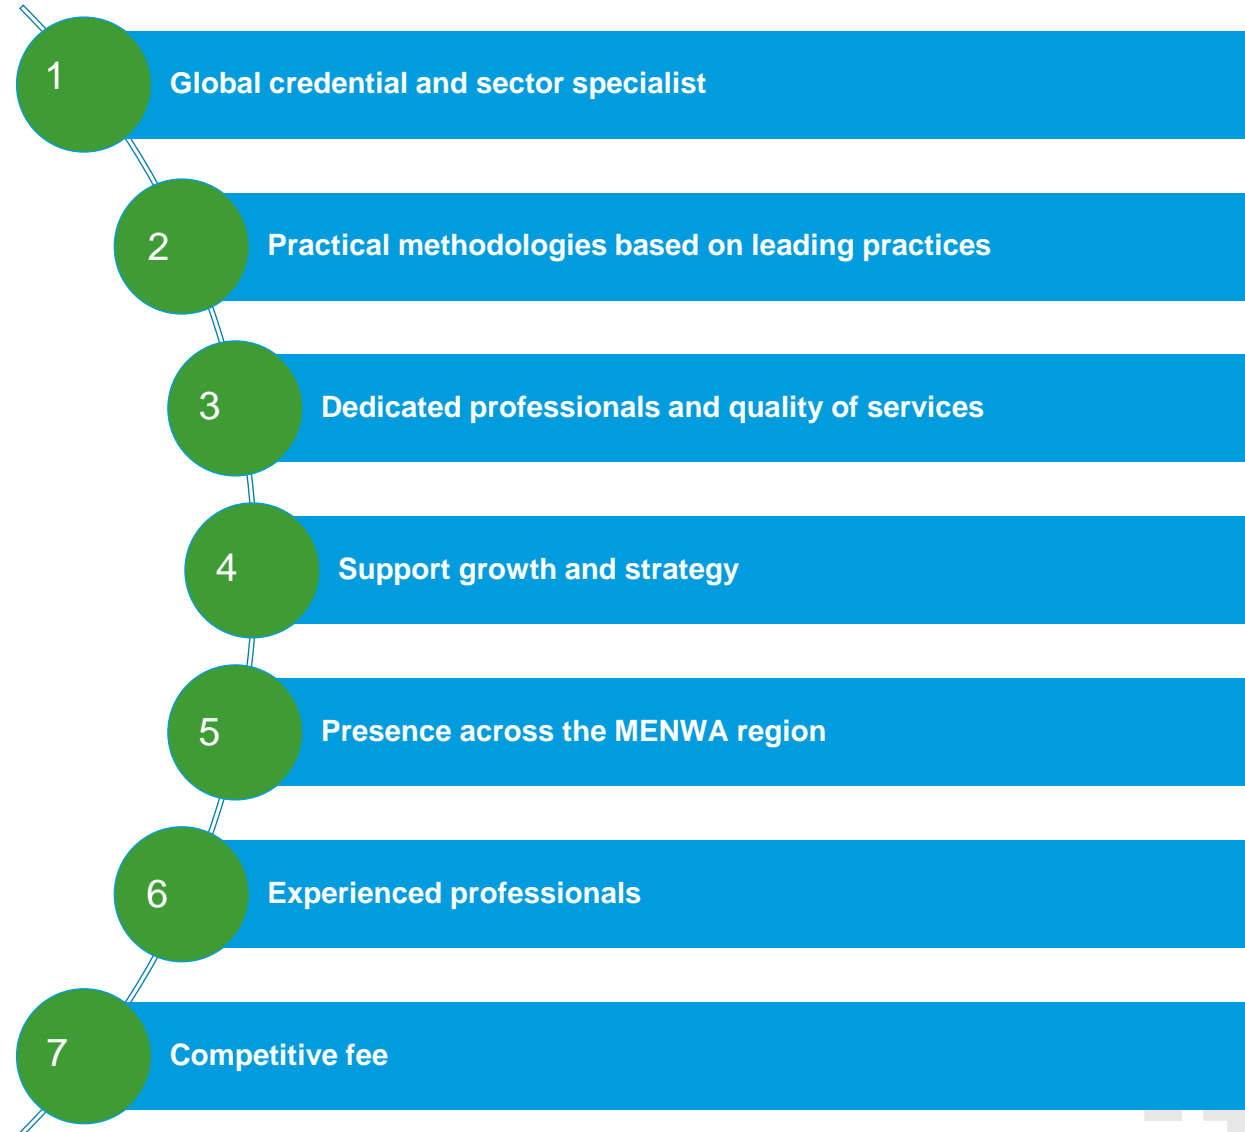 1
Global credential and sector specialist
2
Practical methodologies based on leading practices
3
Dedicated professionals and quality of services
4
Support growth and strategy
5
Presence across the MENWA region
6
Experienced professionals
7
Competitive fee